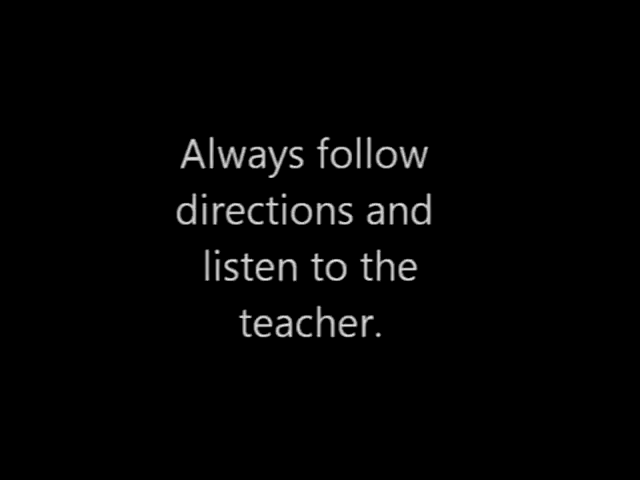 Always follow
directions and
listen to the
teacher.